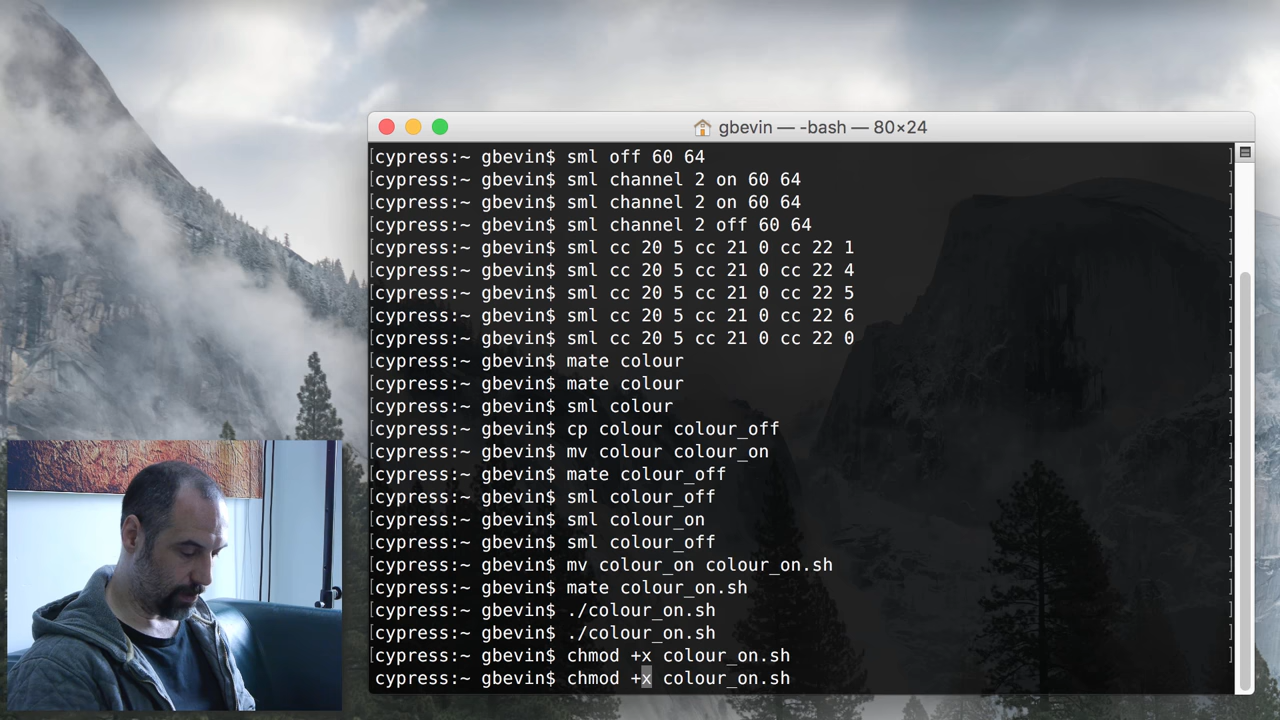 gbevin — -bash — 80×24
[cypress:~ gbevin$ sml off 60 64 ]
[cypress:~ gbevin$ sml channel 2 on 60 64 ]
[cypress:~ gbevin$ sml channel 2 on 60 64 ]
[cypress:~ gbevin$ sml channel 2 off 60 64 ]
[cypress:~ gbevin$ sml cc 20 5 cc 21 0 cc 22 1 ]
[cypress:~ gbevin$ sml cc 20 5 cc 21 0 cc 22 4 ]
[cypress:~ gbevin$ sml cc 20 5 cc 21 0 cc 22 5 ]
[cypress:~ gbevin$ sml cc 20 5 cc 21 0 cc 22 6 ]
[cypress:~ gbevin$ sml cc 20 5 cc 21 0 cc 22 0 ]
[cypress:~ gbevin$ mate colour ]
[cypress:~ gbevin$ mate colour ]
[cypress:~ gbevin$ sml colour ]
[cypress:~ gbevin$ cp colour colour_off ]
[cypress:~ gbevin$ mv colour colour_on ]
[cypress:~ gbevin$ mate colour_off ]
[cypress:~ gbevin$ sml colour_off ]
[cypress:~ gbevin$ sml colour_on ]
[cypress:~ gbevin$ sml colour_off ]
[cypress:~ gbevin$ mv colour_on colour_on.sh ]
[cypress:~ gbevin$ mate colour_on.sh ]
[cypress:~ gbevin$ ./colour_on.sh ]
[cypress:~ gbevin$ ./colour_on.sh ]
[cypress:~ gbevin$ chmod +x colour_on.sh ]
cypress:~ gbevin$ chmod +x colour_on.sh